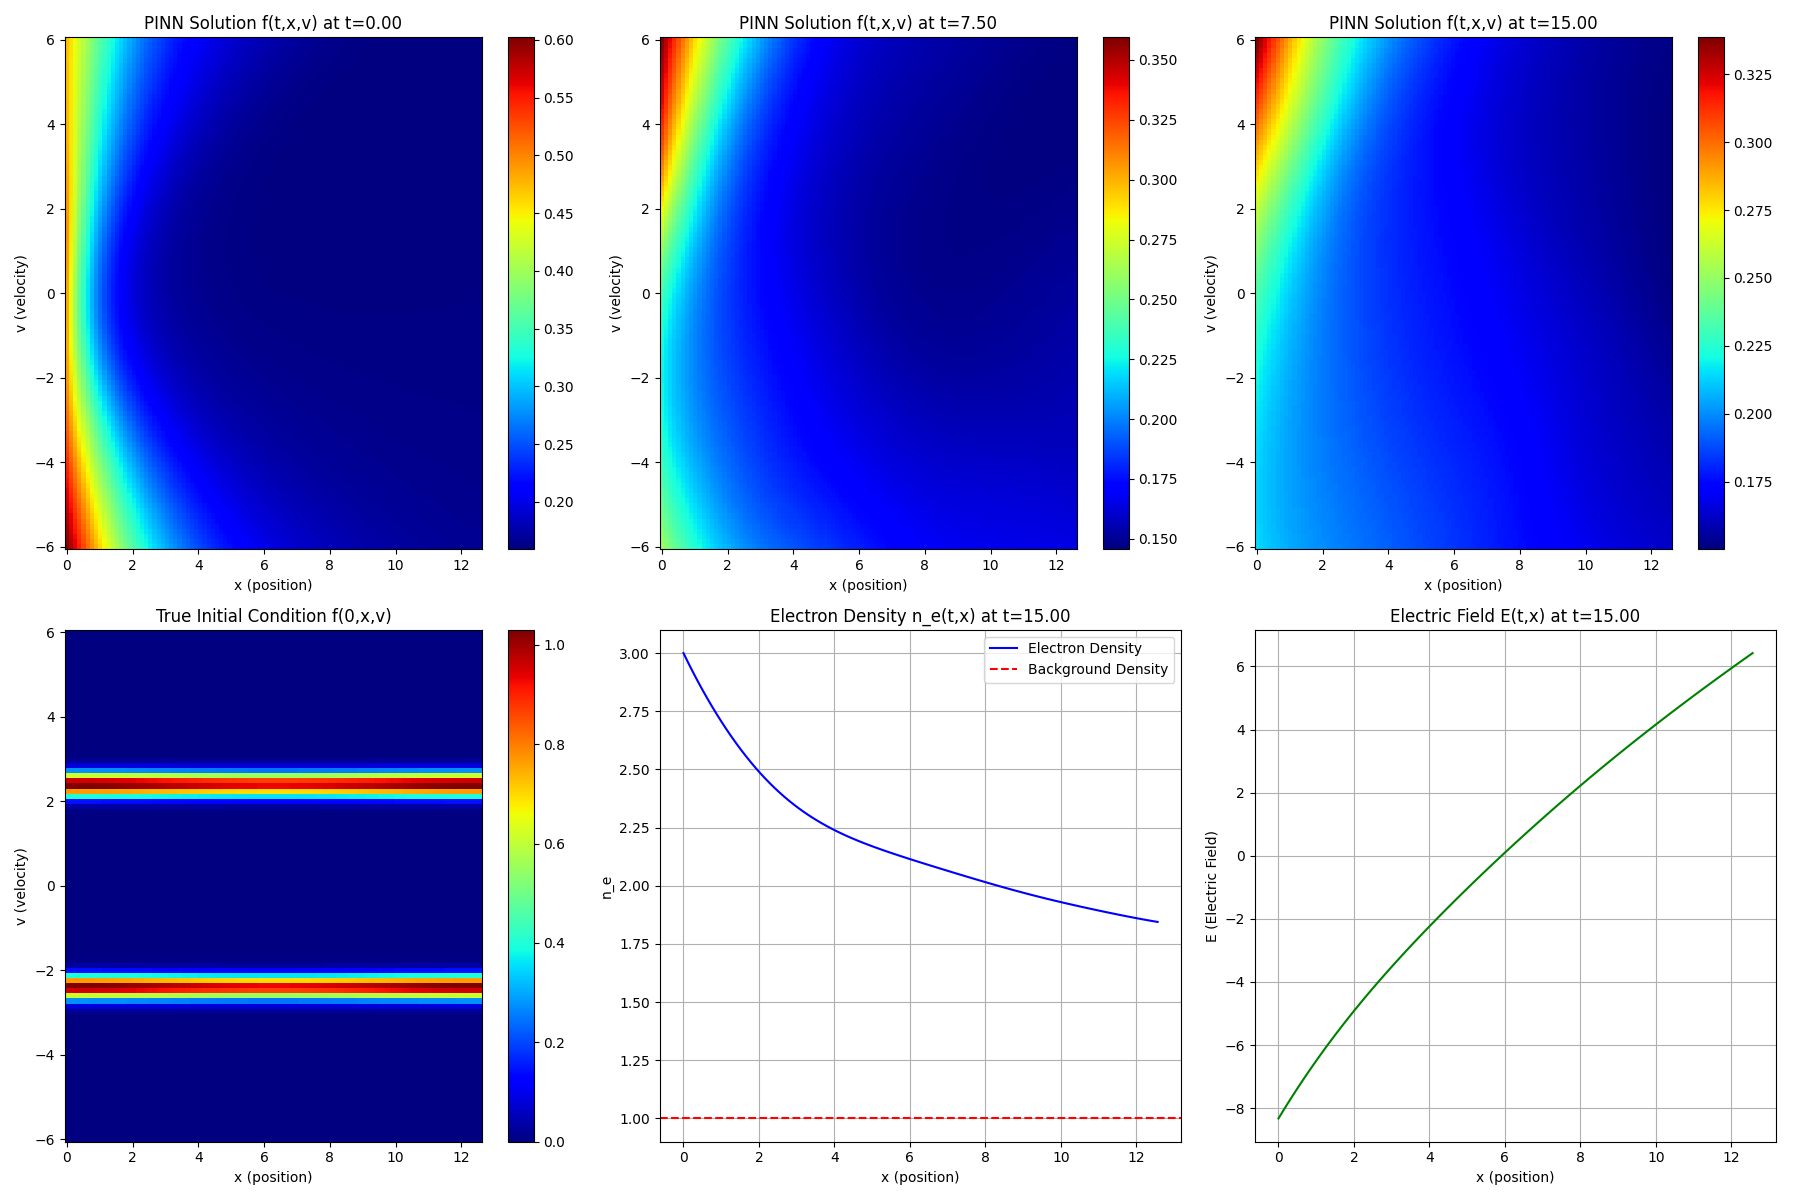 PINN Solution f(t,x,v) at t=0.00
PINN Solution f(t,x,v) at t=7.50
PINN Solution f(t,x,v) at t=15.00
v (velocity)
6
4
2
0
−2
−4
−6
0 2 4 6 8 10 12
x (position)
0.60
0.55
0.50
0.45
0.40
0.35
0.30
0.25
0.20
v (velocity)
6
4
2
0
−2
−4
−6
0 2 4 6 8 10 12
x (position)
0.350
0.325
0.300
0.275
0.250
0.225
0.200
0.175
0.150
v (velocity)
6
4
2
0
−2
−4
−6
0 2 4 6 8 10 12
x (position)
0.325
0.300
0.275
0.250
0.225
0.200
0.175
True Initial Condition f(0,x,v)
v (velocity)
6
4
2
0
−2
−4
−6
0 2 4 6 8 10 12
x (position)
1.0
0.8
0.6
0.4
0.2
0.0
Electron Density n_e(t,x) at t=15.00
Electron Density
Background Density
n_e
3.00
2.75
2.50
2.25
2.00
1.75
1.50
1.25
1.00
0 2 4 6 8 10 12
x (position)
Electric Field E(t,x) at t=15.00
E (Electric Field)
6
4
2
0
−2
−4
−6
−8
0 2 4 6 8 10 12
x (position)